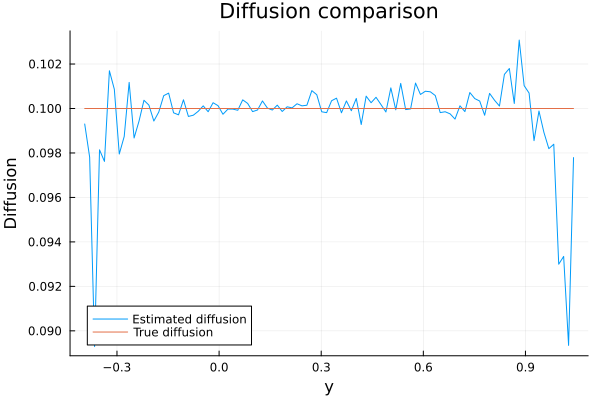 Diffusion comparison
Diffusion
0.102
0.100
0.098
0.096
0.094
0.092
0.090
Estimated diffusion
True diffusion
−0.3 0.0 0.3 0.6 0.9
y